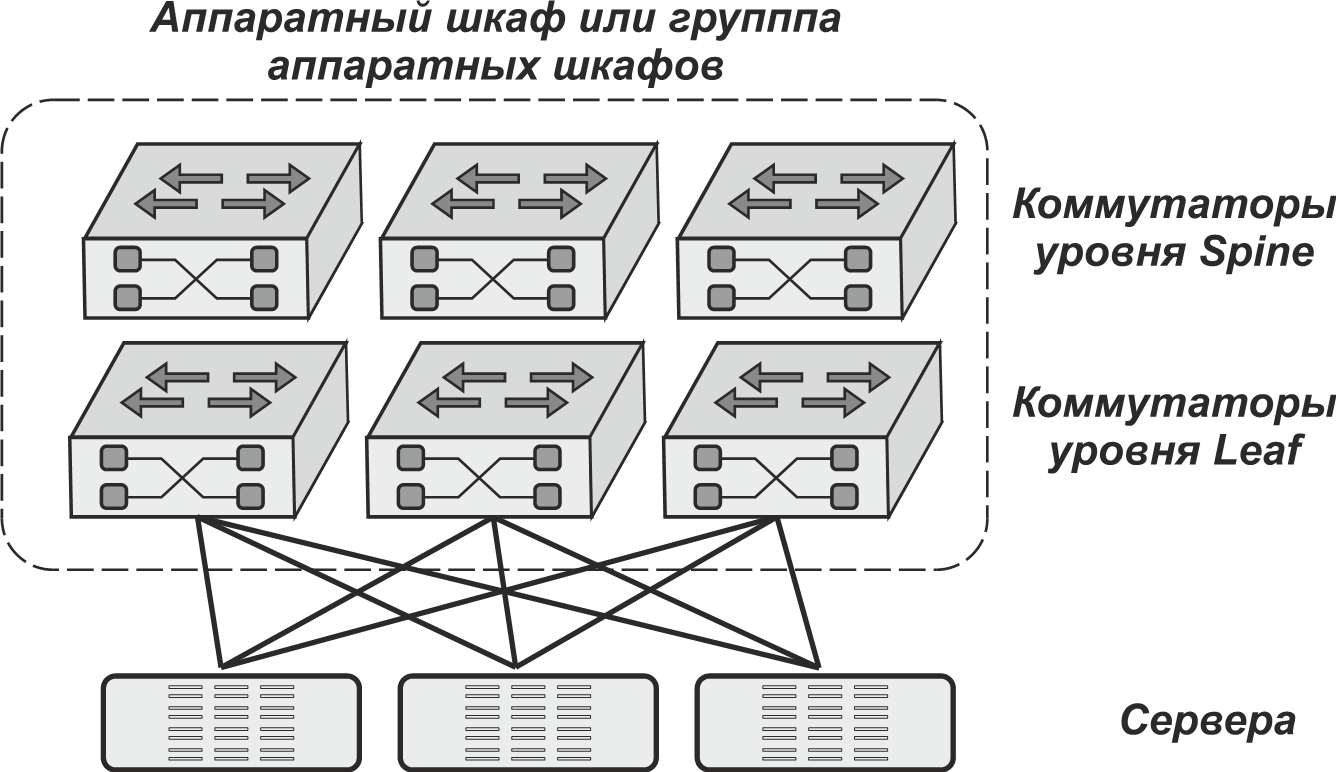 Аппаратный шкаф или групппа
аппаратных шкафов
Коммутаторы
уровня Spine
Коммутаторы
уровня Leaf
Сервера